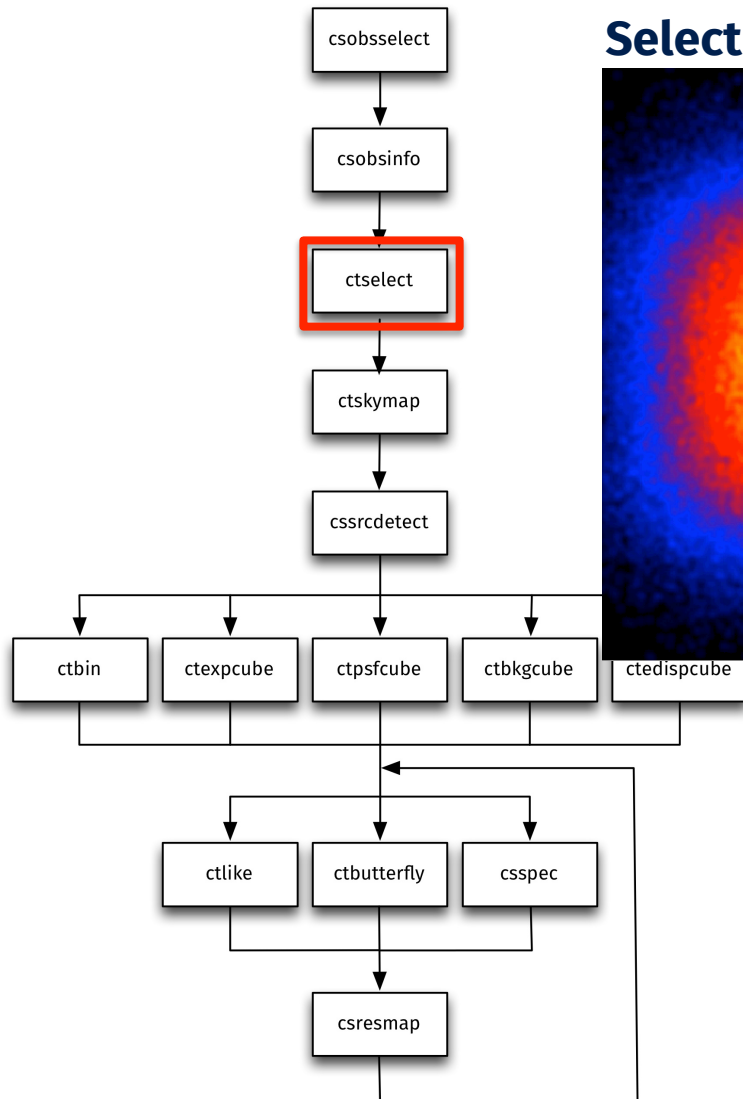 csobsselect
Select
csobsinfo
ctselect
ctskymap
cssrcdetect
ctbin
ctexpcube
ctpsfcube
ctbkgcube
ctedispcube
ctlike
ctbutterfly
csspec
csresmap